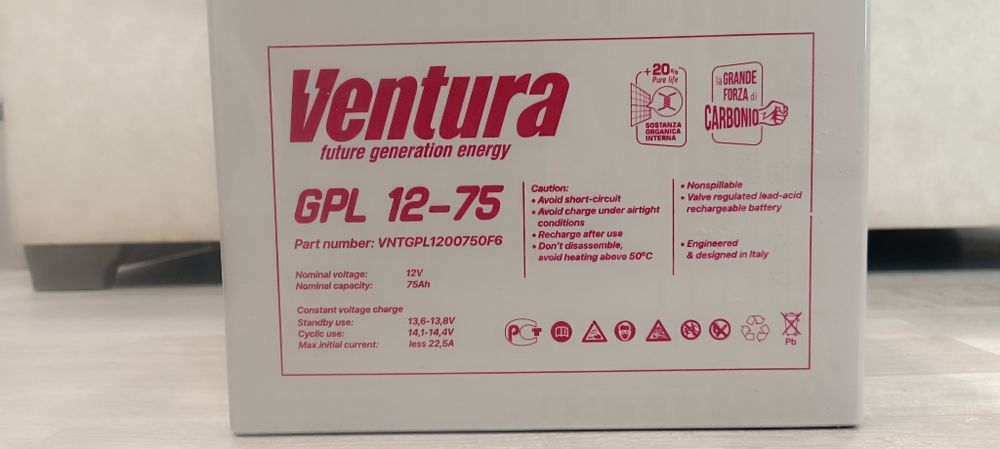 Ventura
future generation energy
+20%
Pure life
SOSTANZA
ORGANICA
INTERNA
la GRANDE
FORZA di
CARBONIO
GPL 12-75
Part number: VNTGPL1200750F6
Nominal voltage: 12V
Nominal capacity: 75Ah
Constant voltage charge
Standby use: 13,6-13,8V
Cyclic use: 14,1-14,4V
Max.initial current: less 22,5A
Caution:
• Avoid short-circuit
• Avoid charge under airtight
conditions
• Recharge after use
• Don't disassemble,
avoid heating above 50°C
• Nonspillable
• Valve regulated lead-acid
rechargeable battery
• Engineered
& designed in Italy
РСТ
Pb